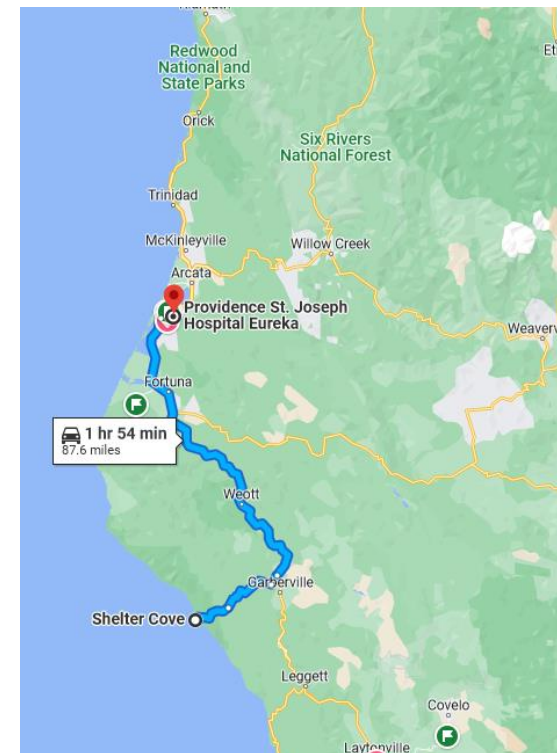 Redwood
National and
State Parks
Orick
Six Rivers
National Forest
Trinidad
McKinleyville
Willow Creek
Arcata
Providence St. Joseph
Hospital Eureka
Fortuna
1 hr 54 min
87.6 miles
Weott
Garberville
Shelter Cove
Leggett
Covelo
Laytonville